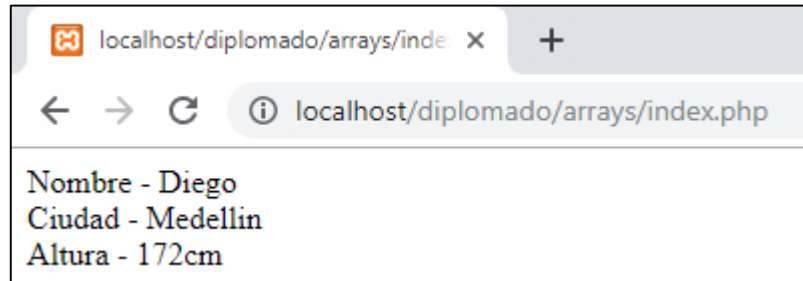 localhost/diplomado/arrays/inde
localhost/diplomado/arrays/index.php
Nombre - Diego
Ciudad - Medellin
Altura - 172cm